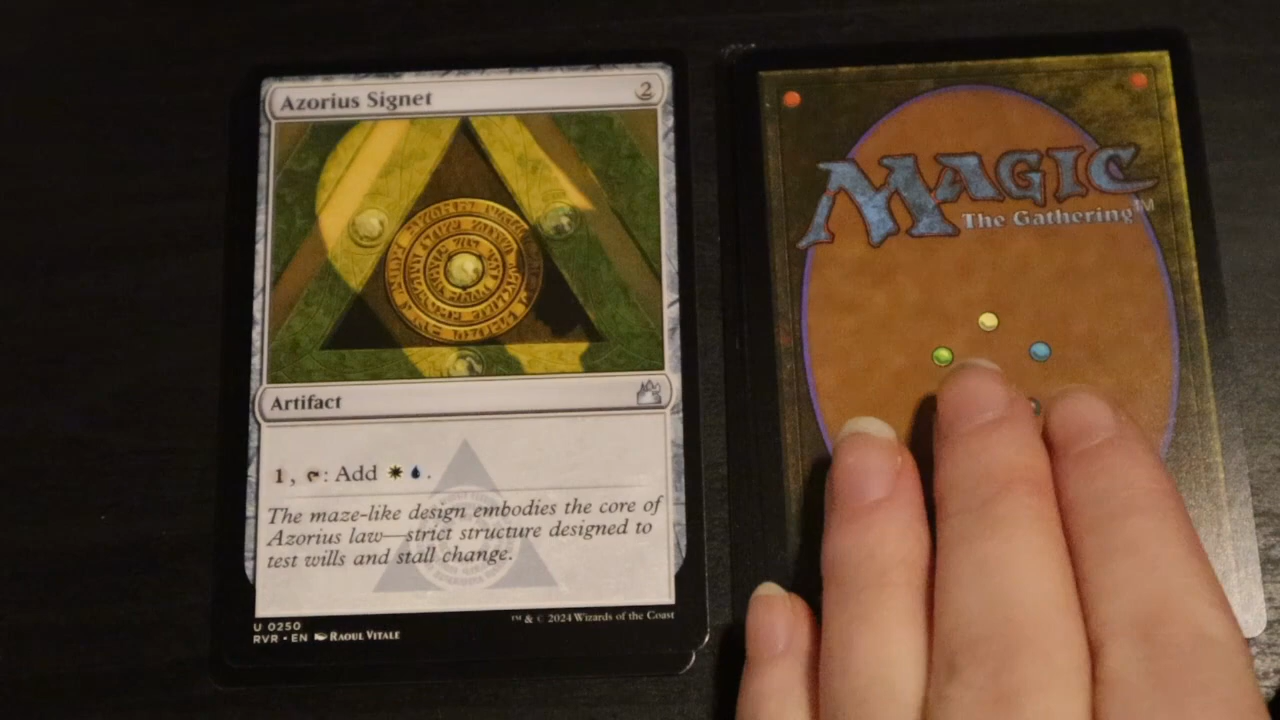 Azorius Signet 2
Artifact
1, : Add .
The maze-like design embodies the core of
Azorius law—strict structure designed to
test wills and stall change.
U 0250
RVR • EN RAOUL VITALE
™ & © 2024 Wizards of the Coast
MAGIC
The Gathering™